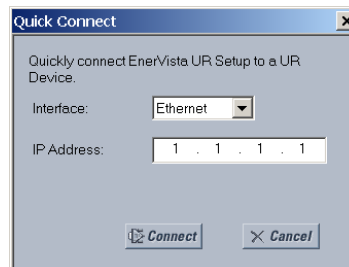 Quick Connect
Quickly connect EnerVista UR Setup to a UR
Device.
Interface: Ethernet
IP Address: 1 . 1 . 1 . 1
Connect Cancel